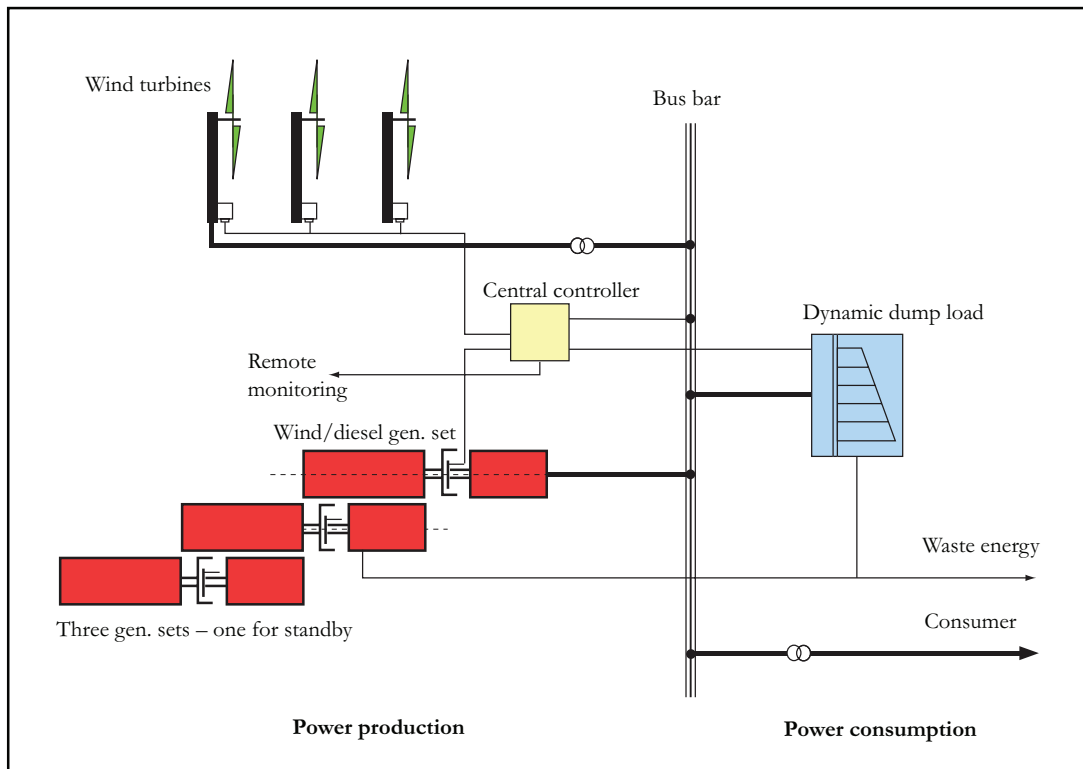 Wind turbines
Bus bar
Central controller
Dynamic dump load
Remote
monitoring
Wind/diesel gen. set
Waste energy
Three gen. sets – one for standby
Consumer
Power production
Power consumption